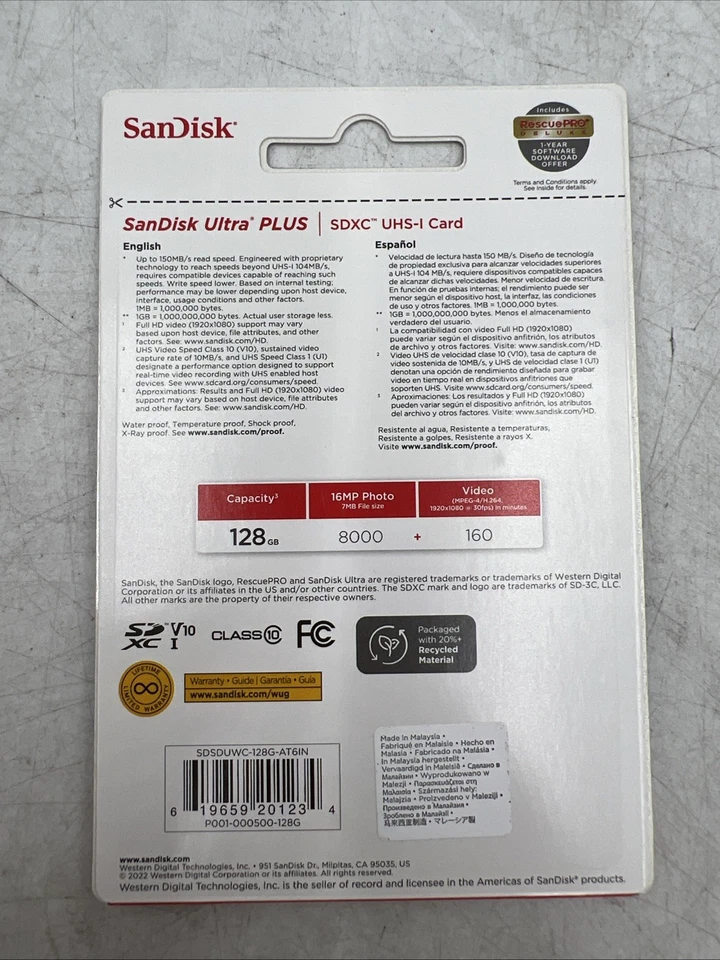 SanDisk®
Includes
RescuePRO®
DELUXE
1-YEAR
SOFTWARE
DOWNLOAD
OFFER
Terms and Conditions apply.
See inside for details.
SanDisk Ultra® PLUS | SDXC™ UHS-I Card
English
* Up to 150MB/s read speed. Engineered with proprietary
technology to reach speeds beyond UHS-I 104MB/s,
requires compatible devices capable of reaching such
speeds. Write speed lower. Based on internal testing;
performance may be lower depending upon host device,
interface, usage conditions and other factors.
1MB = 1,000,000 bytes.
** 1GB = 1,000,000,000 bytes. Actual user storage less.
1 Full HD video (1920x1080) support may vary
based upon host device, file attributes, and other
factors. See: www.sandisk.com/HD.
2 UHS Video Speed Class 10 (V10), sustained video
capture rate of 10MB/s, and UHS Speed Class 1 (U1)
designate a performance option designed to support
real-time video recording with UHS enabled host
devices. See www.sdcard.org/consumers/speed.
3 Approximations: Results and Full HD (1920x1080) video
support may vary based on host device, file attributes
and other factors. See: www.sandisk.com/HD.
Water proof, Temperature proof, Shock proof,
X-Ray proof. See www.sandisk.com/proof.
Español
* Velocidad de lectura hasta 150 MB/s. Diseño de tecnología
de propiedad exclusiva para alcanzar velocidades superiores
a UHS-I 104 MB/s, requiere dispositivos compatibles capaces
de alcanzar dichas velocidades. Menor velocidad de escritura.
En función de pruebas internas; el rendimiento puede ser
menor según el dispositivo host, la interfaz, las condiciones
de uso y otros factores. 1MB = 1,000,000 bytes.
** 1GB = 1,000,000,000 bytes. Menos el almacenamiento
verdadero del usuario.
1 La compatibilidad con video Full HD (1920x1080)
puede variar según el dispositivo anfitrión, los atributos
de archivo y otros factores. Visite: www.sandisk.com/HD.
2 Video UHS de velocidad clase 10 (V10), tasa de captura de
video sostenida de 10MB/s, y UHS de velocidad clase 1 (U1)
denotan una opción de rendimiento diseñada para grabar
video en tiempo real en dispositivos anfitriones que
soporten UHS. Visite www.sdcard.org/consumers/speed.
3 Aproximaciones: Los resultados y Full HD (1920x1080)
pueden variar según el dispositivo anfitrión, los atributos
del archivo y otros factores. Visite: www.sandisk.com/HD.
Resistente al agua, Resistente a temperaturas,
Resistente a golpes, Resistente a rayos X.
Visite www.sandisk.com/proof.
Capacity³ 16MP Photo Video
7MB File size (MPEG-4/H.264,
1920x1080 @ 30fps) in minutes
128 GB 8000 + 160
SanDisk, the SanDisk logo, RescuePRO and SanDisk Ultra are registered trademarks or trademarks of Western Digital
Corporation or its affiliates in the US and/or other countries. The SDXC mark and logo are trademarks of SD-3C, LLC.
All other marks are the property of their respective owners.
SD XC™ V10 I CLASS 10 FC
Packaged
with 20%+
Recycled
Material
LIFETIME
LIMITED WARRANTY
Warranty • Guide | Garantia • Guía
www.sandisk.com/wug
SDSDUWC-128G-AT6IN
6 19659 20123 4
P001-000500-128G
Made in Malaysia •
Fabriqué en Malaisie • Hecho en
Malasia • Fabricado na Malásia •
In Malaysia hergestellt •
Vervaardigd in Maleisië • Сделано в
Малайзии • Wyprodukowano w
Malezji • Παρασκευάζεται στη
Μαλαισία • Származási hely:
Malajzia • Proizvedeno v Maleziji •
Произведено в Малайзия •
Зроблено в Малайзії •
马来西亚制造 • マレーシア製
www.sandisk.com
Western Digital Technologies, Inc. • 951 SanDisk Dr., Milpitas, CA 95035, US
© 2022 Western Digital Corporation or its affiliates. All rights reserved.
Western Digital Technologies, Inc. is the seller of record and licensee in the Americas of SanDisk® products.